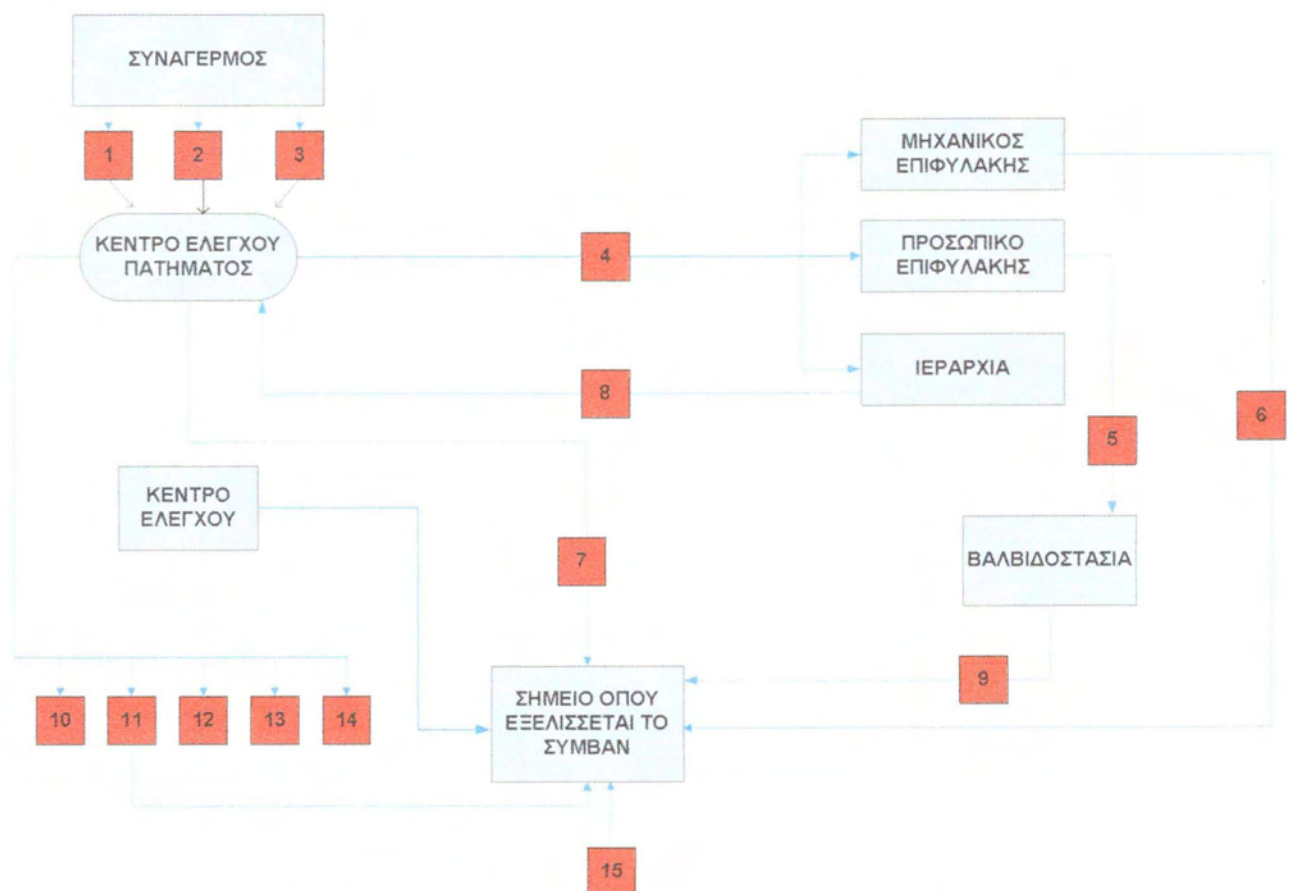 ΣΥΝΑΓΕΡΜΟΣ
1
2
3
ΚΕΝΤΡΟ ΕΛΕΓΧΟΥ
ΠΑΤΗΜΑΤΟΣ
4
ΜΗΧΑΝΙΚΟΣ
ΕΠΙΦΥΛΑΚΗΣ
ΠΡΟΣΩΠΙΚΟ
ΕΠΙΦΥΛΑΚΗΣ
ΙΕΡΑΡΧΙΑ
8
5
6
ΚΕΝΤΡΟ
ΕΛΕΓΧΟΥ
7
ΒΑΛΒΙΔΟΣΤΑΣΙΑ
9
10
11
12
13
14
ΣΗΜΕΙΟ ΟΠΟΥ
ΕΞΕΛΙΣΣΕΤΑΙ ΤΟ
ΣΥΜΒΑΝ
15